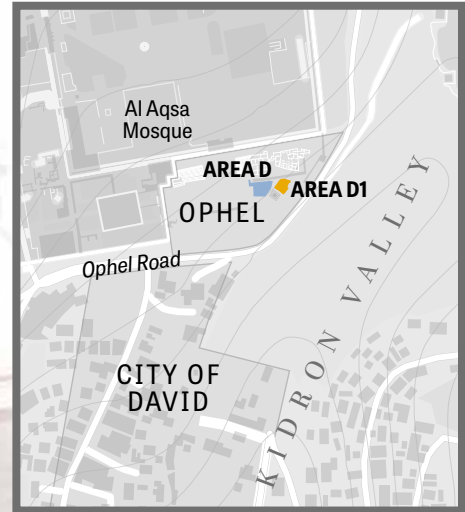 Al Aqsa
Mosque
AREA D
AREA D1
OPHEL
Ophel Road
KIDRON VALLEY
CITY OF
DAVID